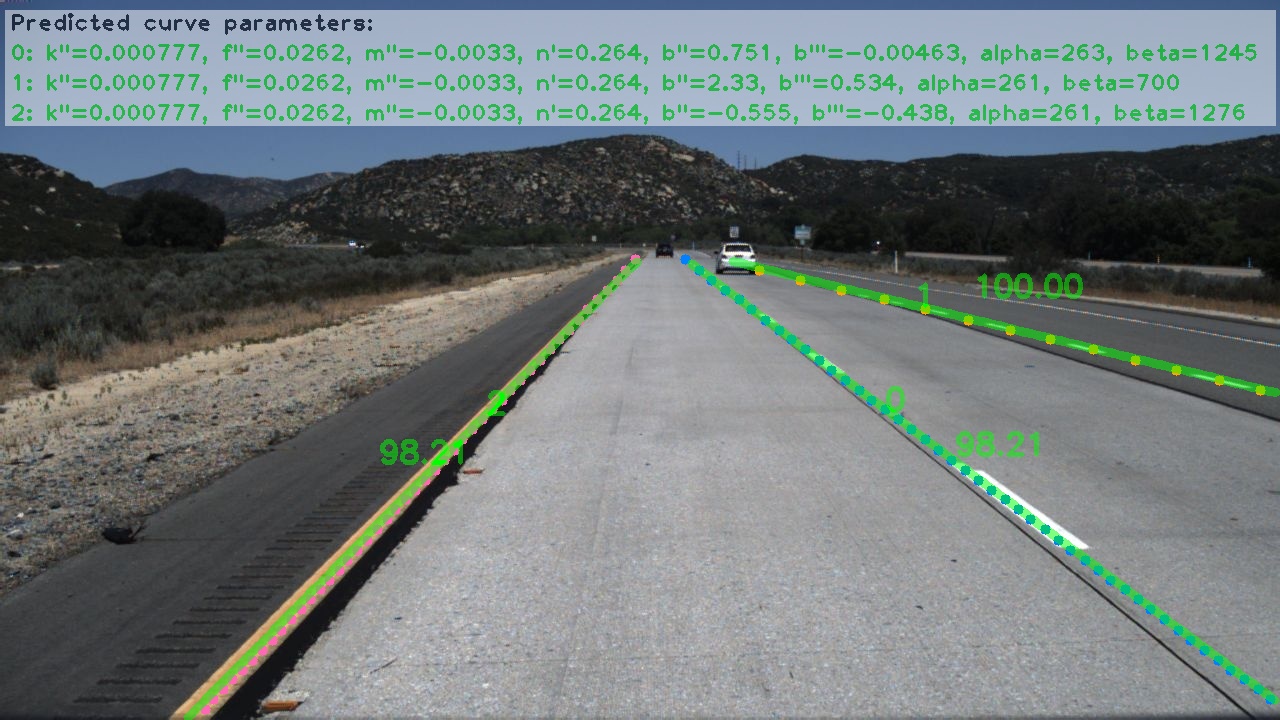 Predicted curve parameters:
0: k"=0.000777, f"=0.0262, m"=-0.0033, n'=0.264, b"=0.751, b'''=-0.00463, alpha=263, beta=1245
1: k"=0.000777, f"=0.0262, m"=-0.0033, n'=0.264, b"=2.33, b'''=0.534, alpha=261, beta=700
2: k"=0.000777, f"=0.0262, m"=-0.0033, n'=0.264, b"=-0.555, b'''=-0.438, alpha=261, beta=1276
1 100.00
2 0
98.21 98.21